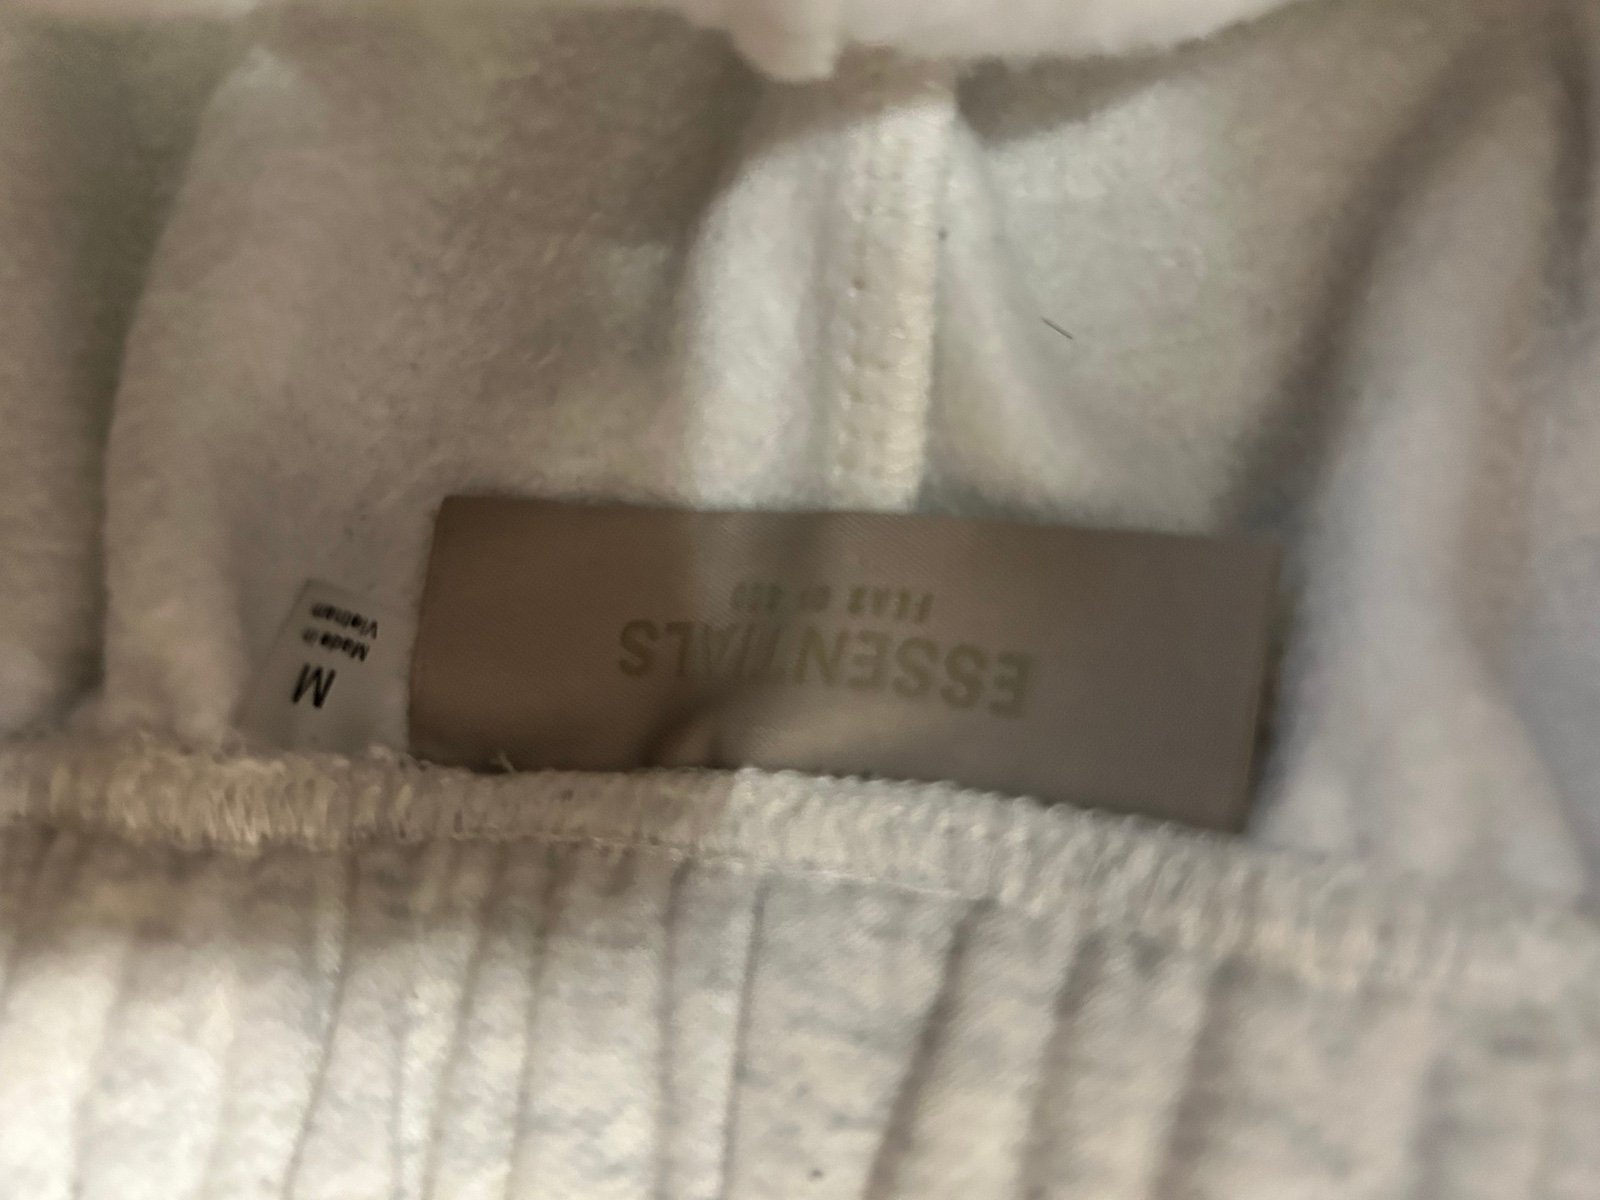 ESSENTIALS
FEAR OF GOD
M
Made in
Vietnam